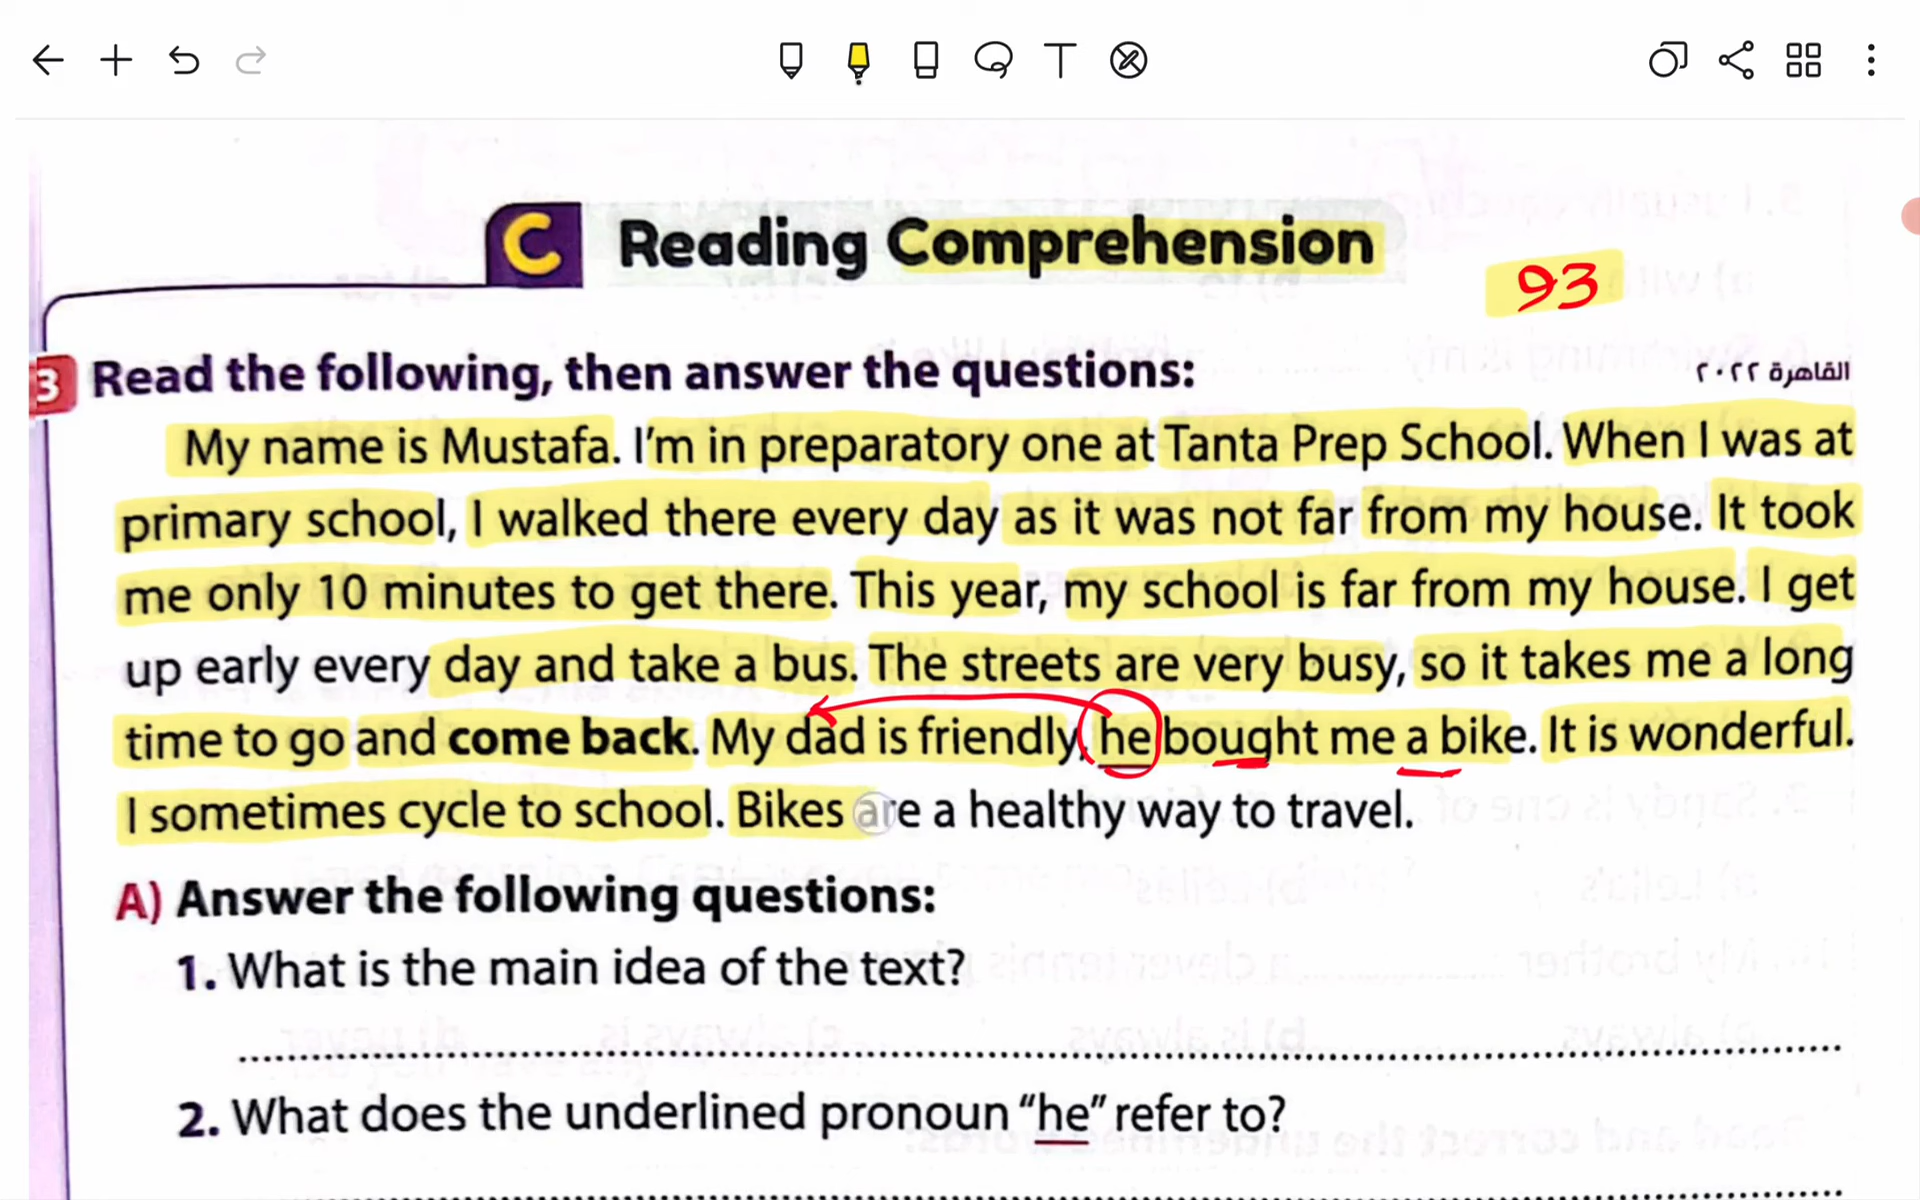 C Reading Comprehension
93
3 Read the following, then answer the questions:
القاهرة ٢٠٢٢
My name is Mustafa. I'm in preparatory one at Tanta Prep School. When I was at
primary school, I walked there every day as it was not far from my house. It took
me only 10 minutes to get there. This year, my school is far from my house. I get
up early every day and take a bus. The streets are very busy, so it takes me a long
time to go and come back. My dad is friendly, he bought me a bike. It is wonderful.
I sometimes cycle to school. Bikes are a healthy way to travel.
A) Answer the following questions:
1. What is the main idea of the text?
2. What does the underlined pronoun “he” refer to?